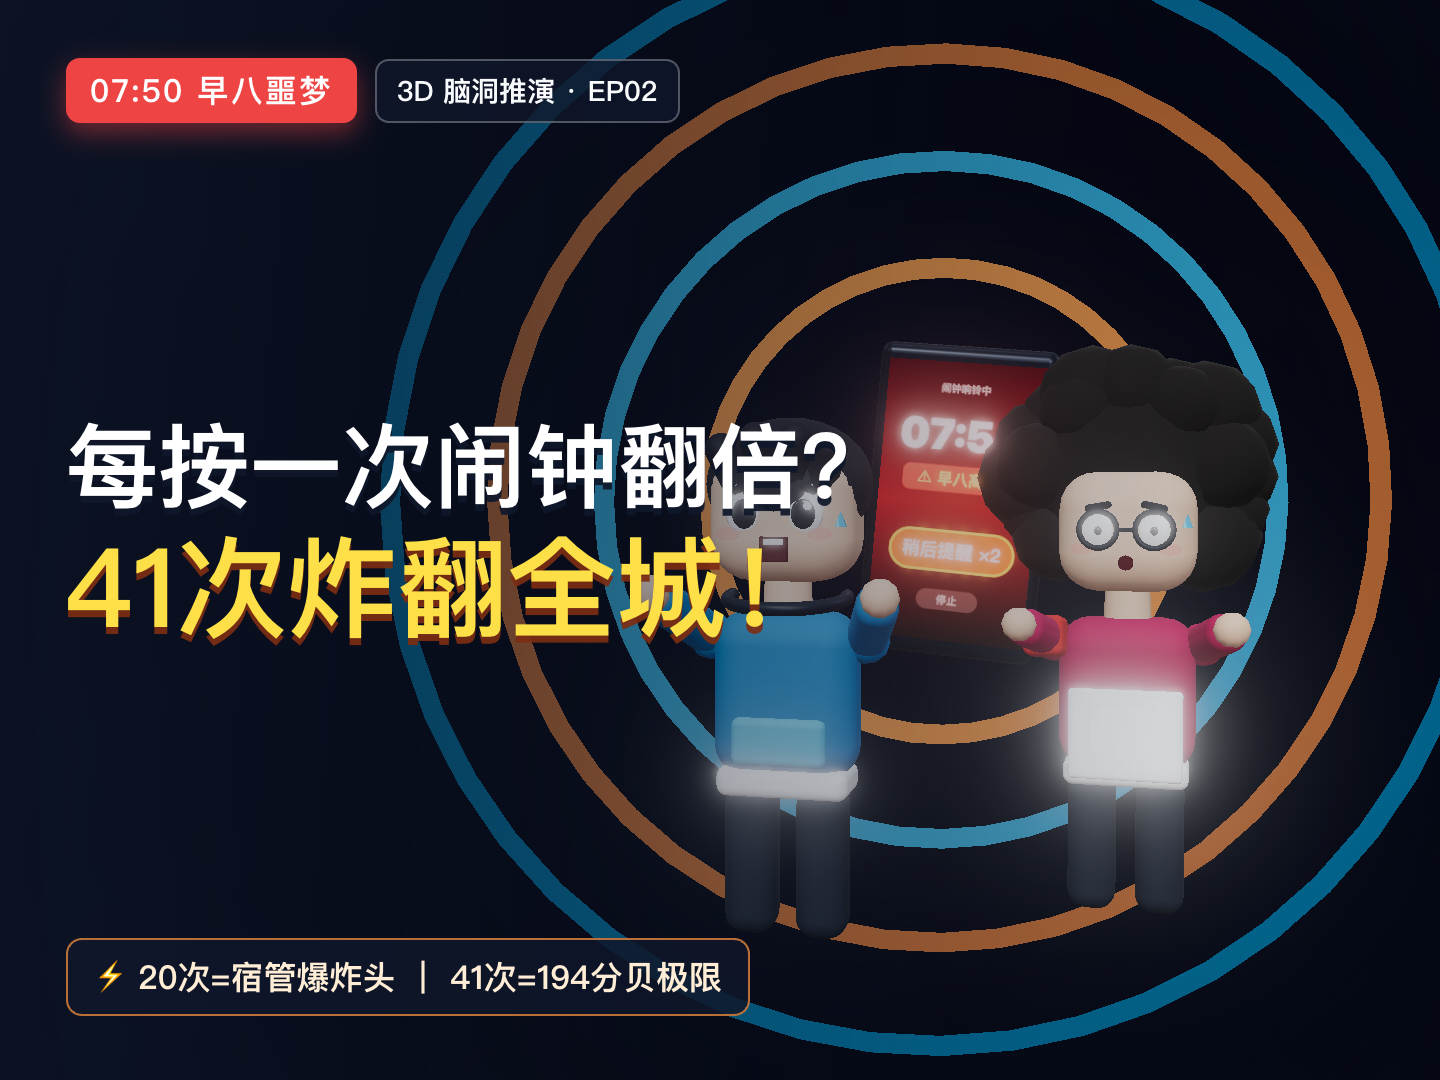 07:50 早八噩梦
3D 脑洞推演 · EP02
闹钟响铃中
07:5
⚠ 早八高
每按一次闹钟翻倍?
稍后提醒 ×2
41次炸翻全城!
停止
⚡ 20次=宿管爆炸头 | 41次=194分贝极限